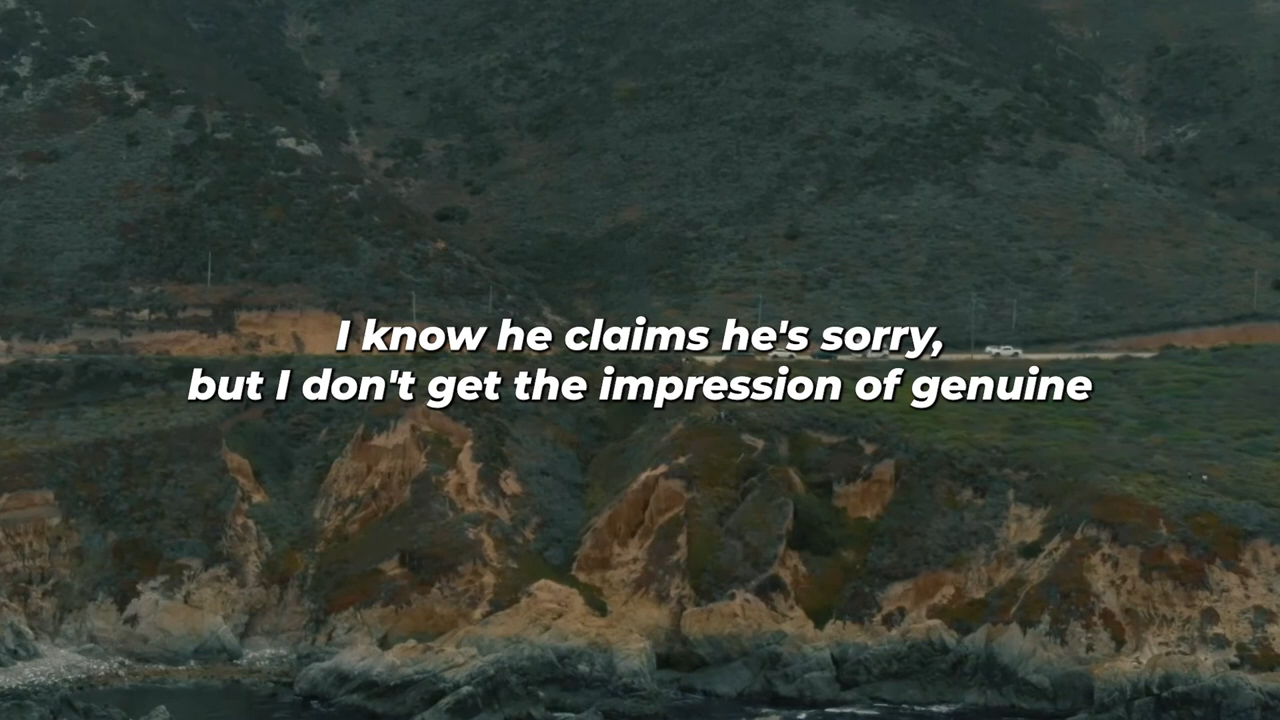 I know he claims he's sorry,
but I don't get the impression of genuine